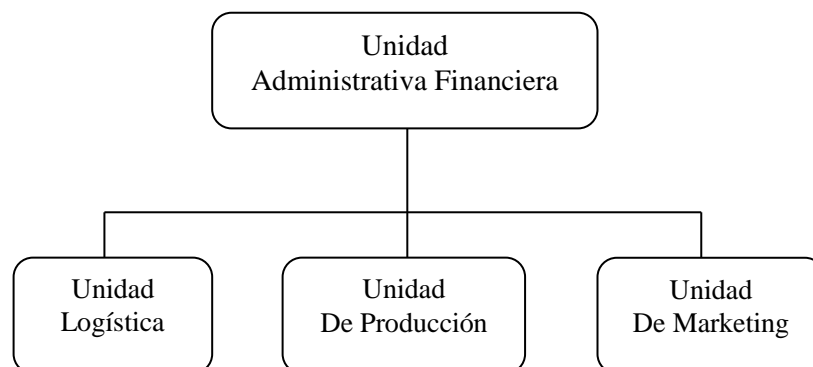 Unidad
Administrativa Financiera
Unidad
Logística
Unidad
De Producción
Unidad
De Marketing